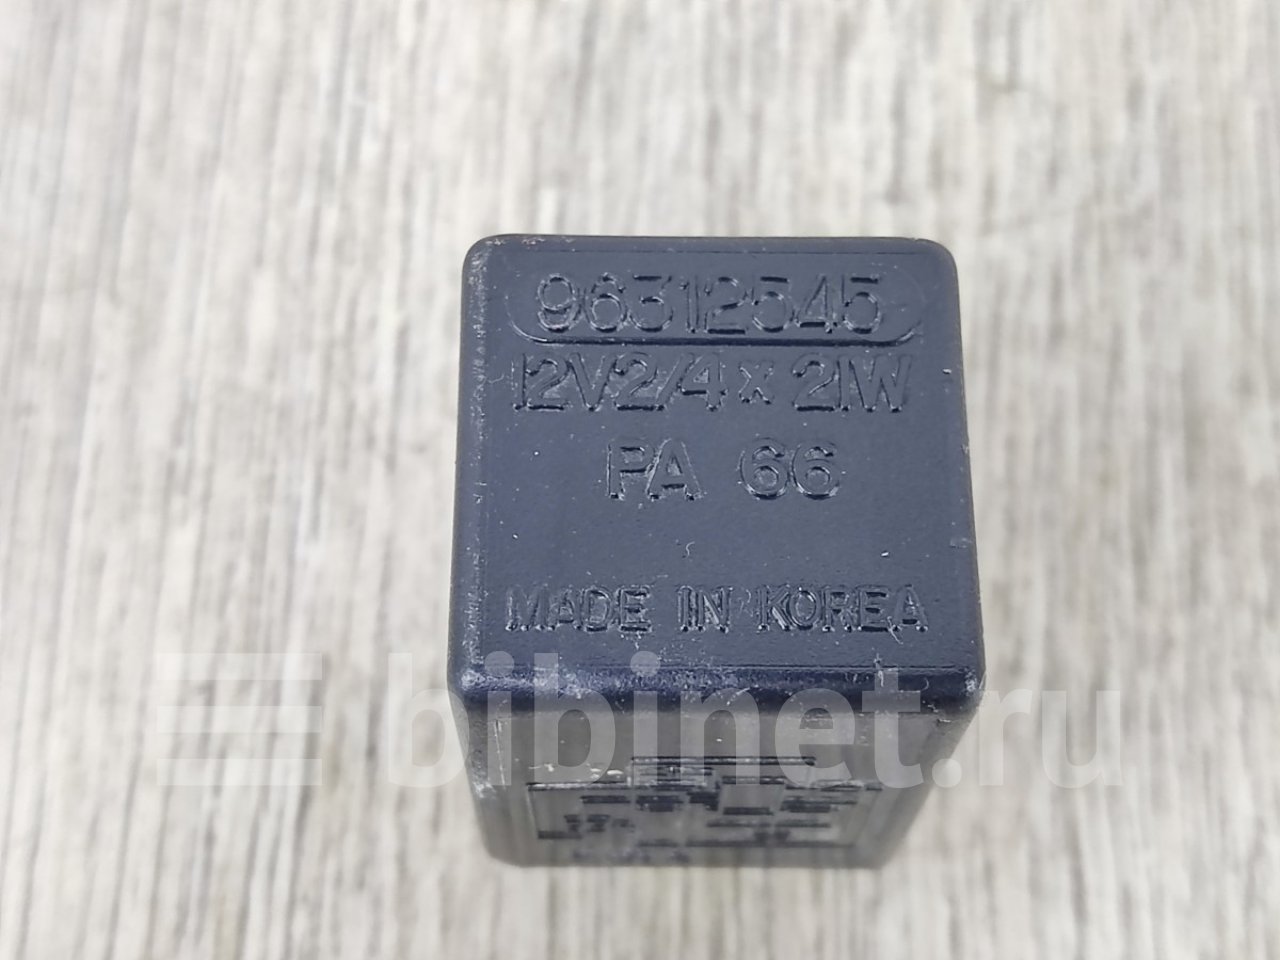 96312545
12V2/4x21W
PA 66
MADE IN KOREA
bibinet.ru